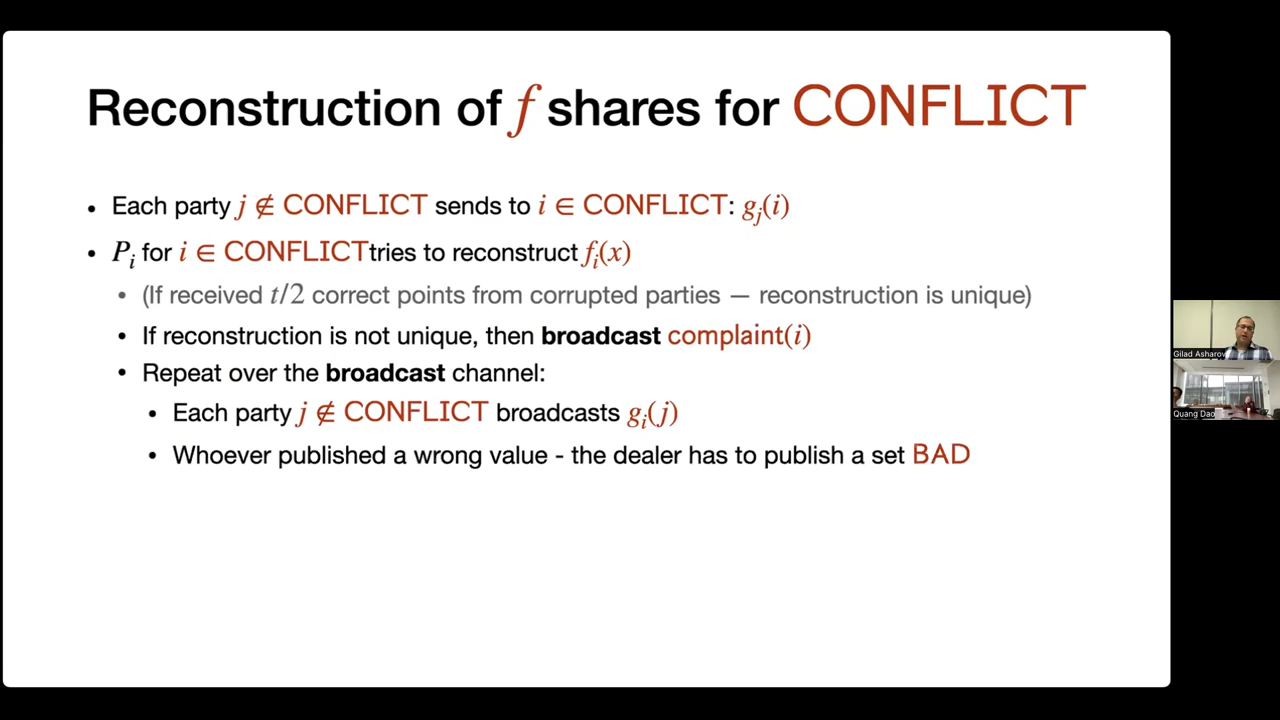 Reconstruction of f shares for CONFLICT
• Each party j ∉ CONFLICT sends to i ∈ CONFLICT: g_j(i)
• P_i for i ∈ CONFLICT tries to reconstruct f_i(x)
• (If received t/2 correct points from corrupted parties — reconstruction is unique)
• If reconstruction is not unique, then broadcast complaint(i)
• Repeat over the broadcast channel:
• Each party j ∉ CONFLICT broadcasts g_i(j)
• Whoever published a wrong value - the dealer has to publish a set BAD
Gilad Asharov
Quang Dao